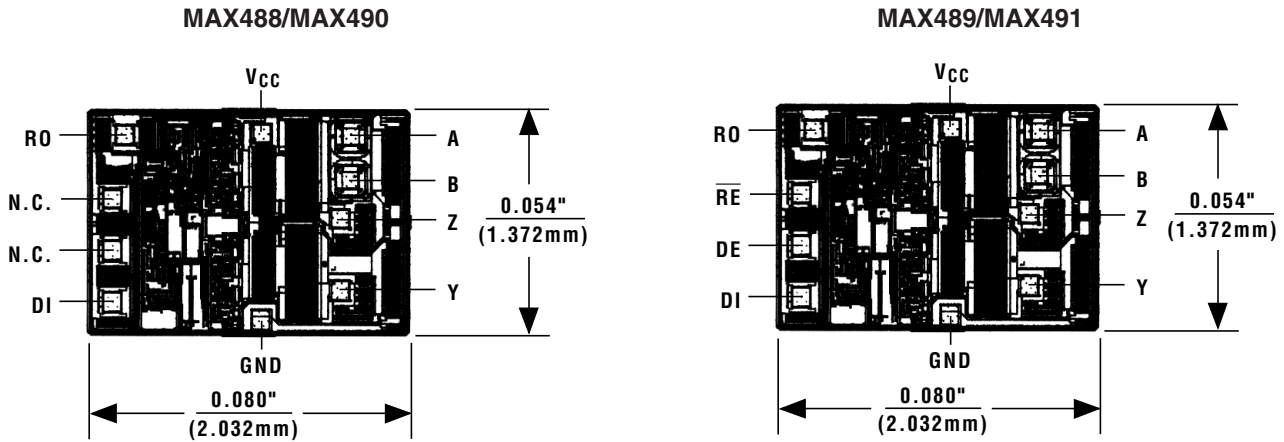 MAX488/MAX490
VCC
RO
N.C.
N.C.
DI
A
B
Z
Y
GND
0.054"
(1.372mm)
0.080"
(2.032mm)
MAX489/MAX491
VCC
RO
R̅E̅
DE
DI
A
B
Z
Y
GND
0.054"
(1.372mm)
0.080"
(2.032mm)